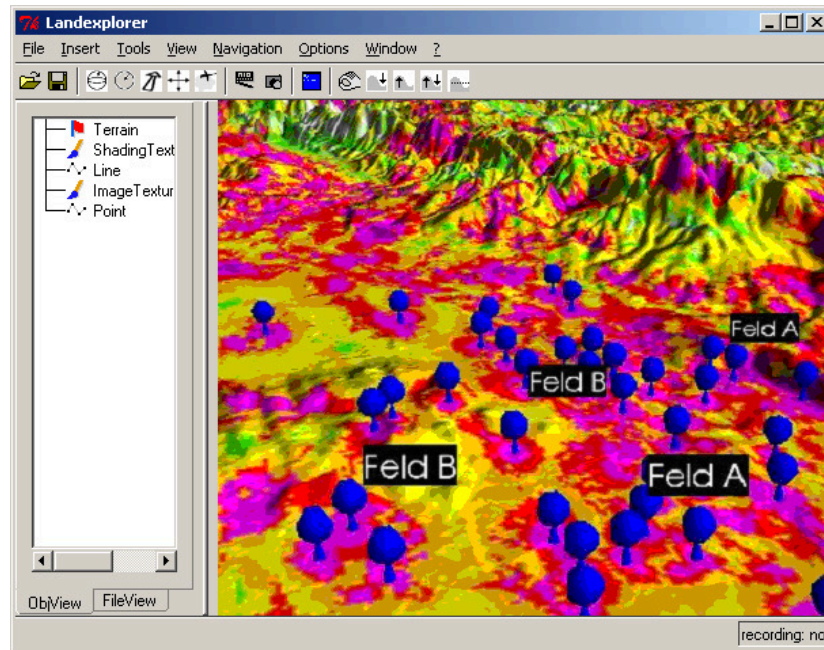 Landexplorer
File Insert Tools View Navigation Options Window ?
Terrain
ShadingText
Line
ImageTextur
Point
Feld A
Feld B
Feld B
Feld A
ObjView FileView
recording: no